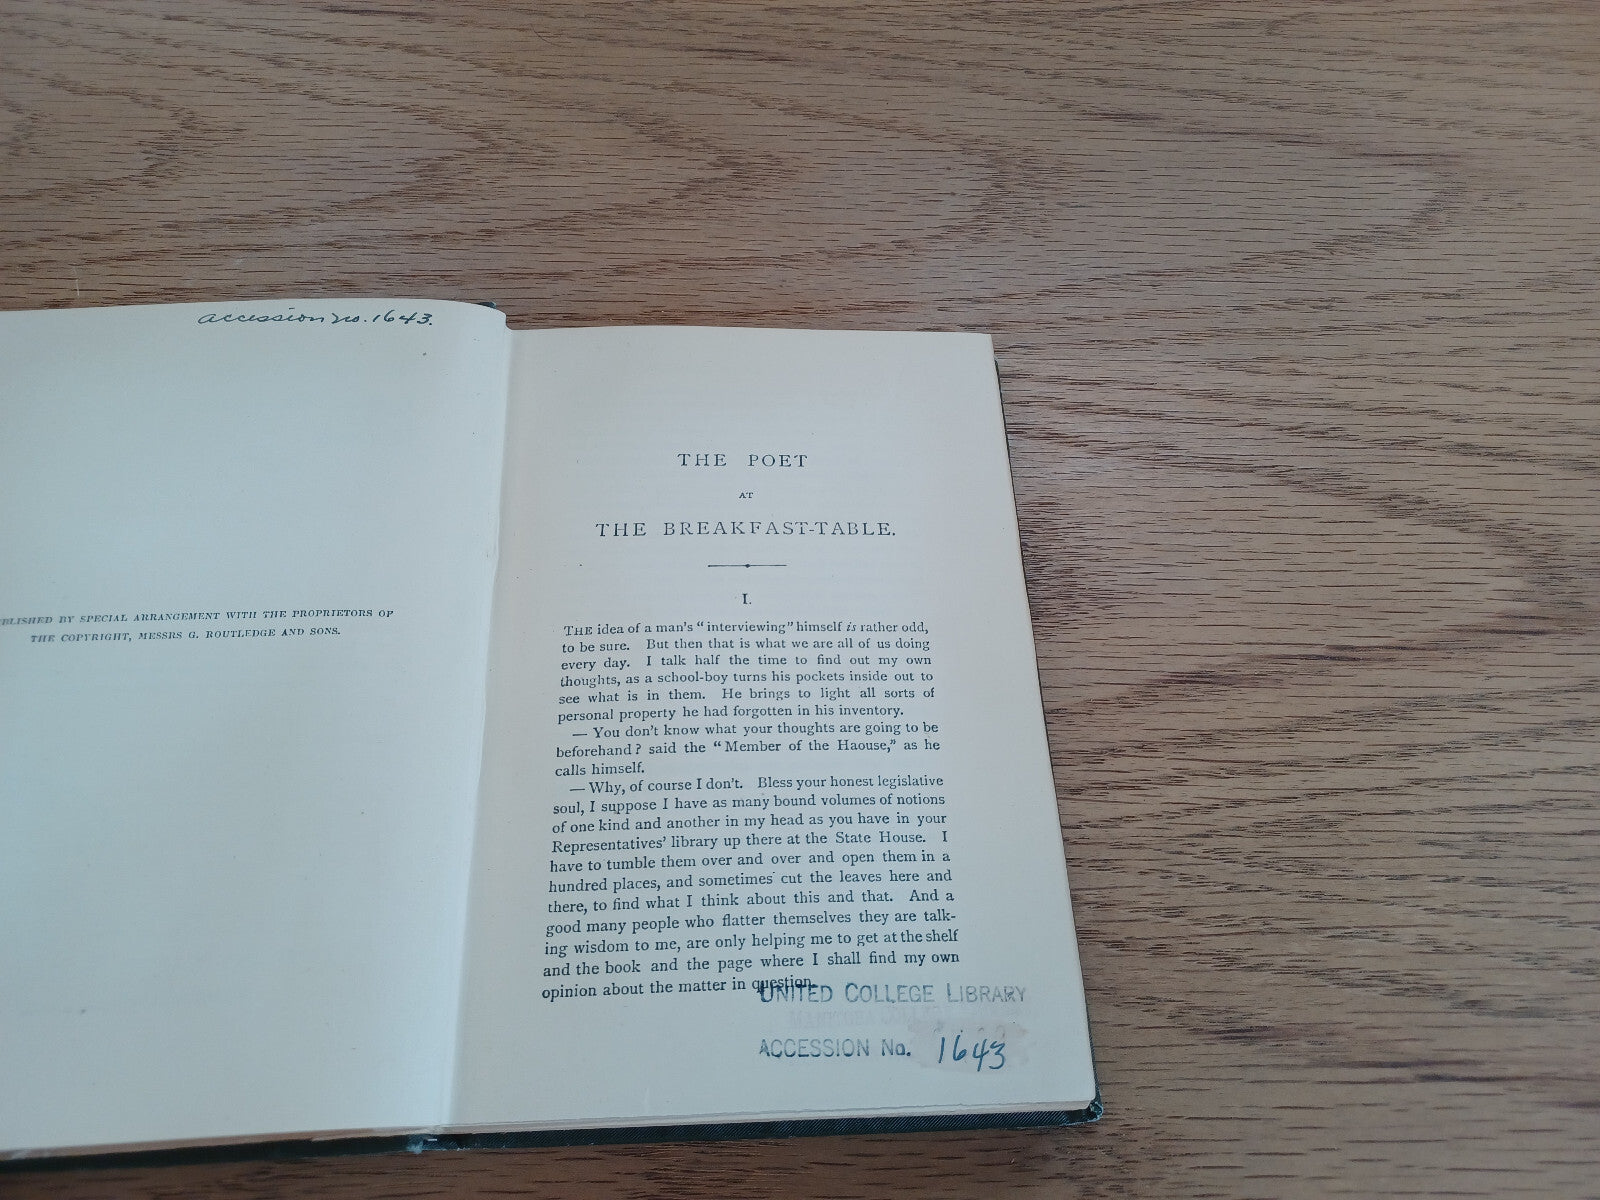 accession no. 1643.
BLISHED BY SPECIAL ARRANGEMENT WITH THE PROPRIETORS OF
THE COPYRIGHT, MESSRS G. ROUTLEDGE AND SONS.
THE POET
AT
THE BREAKFAST-TABLE.
I.
THE idea of a man's "interviewing" himself is rather odd,
to be sure. But then that is what we are all of us doing
every day. I talk half the time to find out my own
thoughts, as a school-boy turns his pockets inside out to
see what is in them. He brings to light all sorts of
personal property he had forgotten in his inventory.
— You don't know what your thoughts are going to be
beforehand? said the "Member of the Haouse," as he
calls himself.
— Why, of course I don't. Bless your honest legislative
soul, I suppose I have as many bound volumes of notions
of one kind and another in my head as you have in your
Representatives' library up there at the State House. I
have to tumble them over and over and open them in a
hundred places, and sometimes cut the leaves here and
there, to find what I think about this and that. And a
good many people who flatter themselves they are talk-
ing wisdom to me, are only helping me to get at the shelf
and the book and the page where I shall find my own
opinion about the matter in question.
UNITED COLLEGE LIBRARY
MANITOBA
ACCESSION No. 1643